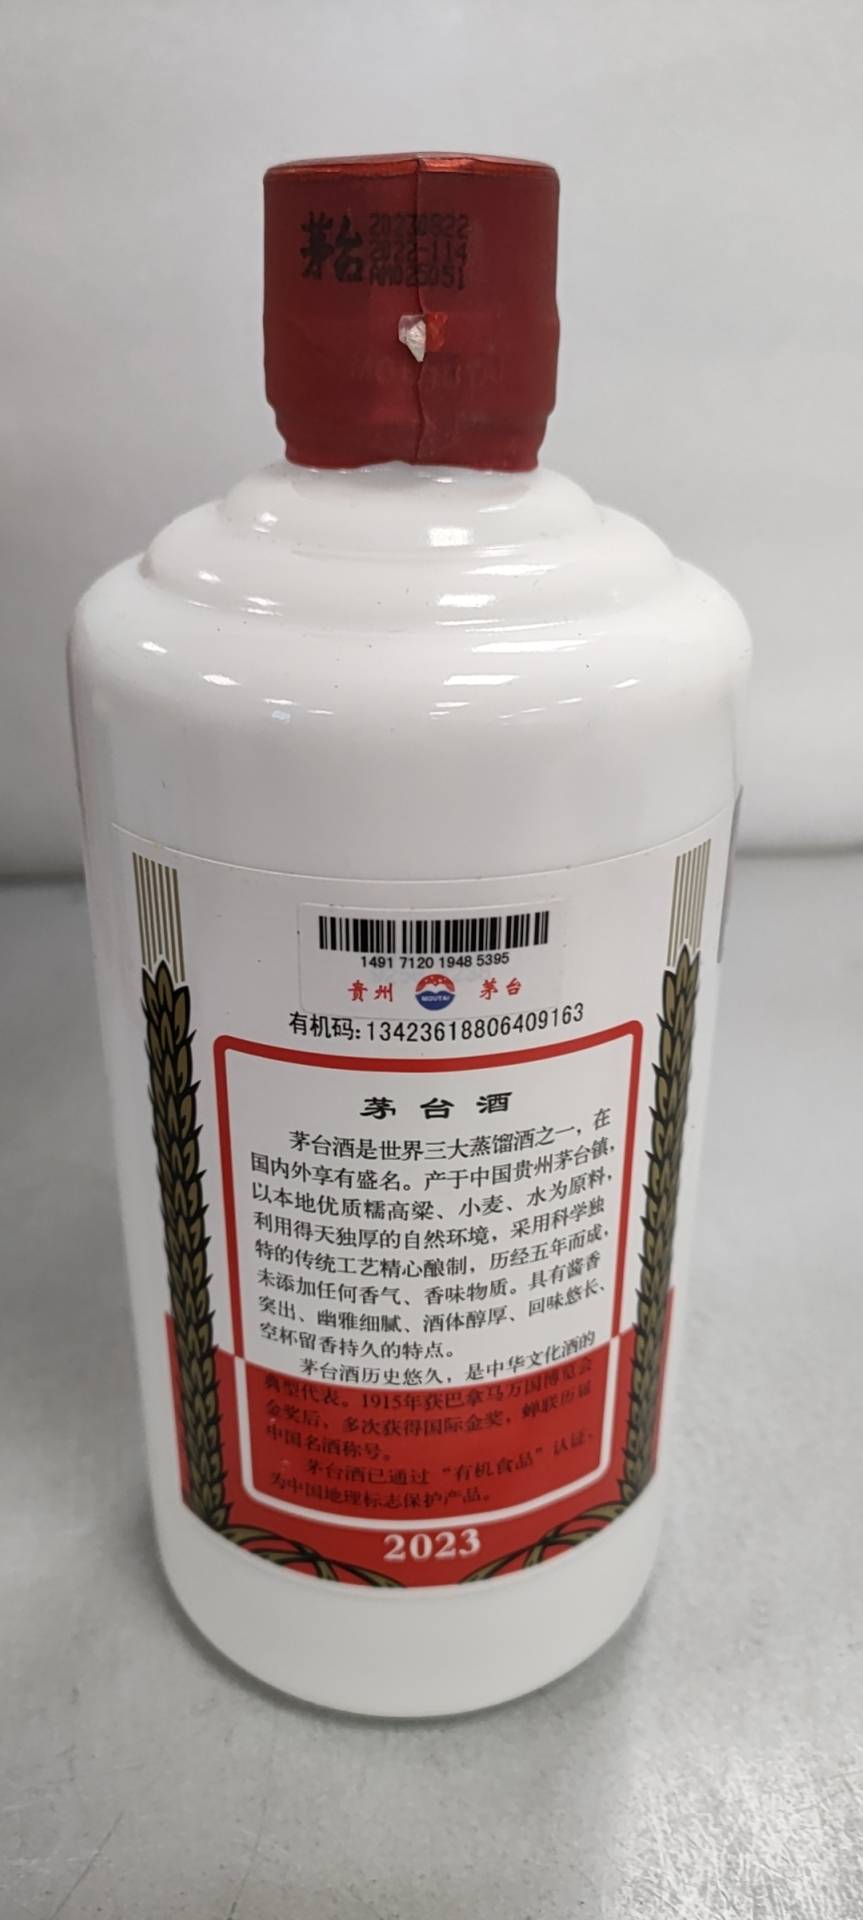 茅台
20230822
2022-114
AM025051
MOUTAI
1491 7120 1948 5395
贵州 MOUTAI 茅台
有机码:13423618806409163
茅台酒
茅台酒是世界三大蒸馏酒之一，在
国内外享有盛名。产于中国贵州茅台镇，
以本地优质糯高粱、小麦、水为原料，
利用得天独厚的自然环境，采用科学独
特的传统工艺精心酿制，历经五年而成，
未添加任何香气、香味物质。具有酱香
突出、幽雅细腻、酒体醇厚、回味悠长、
空杯留香持久的特点。
茅台酒历史悠久，是中华文化酒的
典型代表。1915年获巴拿马万国博览会
金奖后，多次获得国际金奖，蝉联历届
中国名酒称号。
茅台酒已通过“有机食品”认证、
为中国地理标志保护产品。
2023